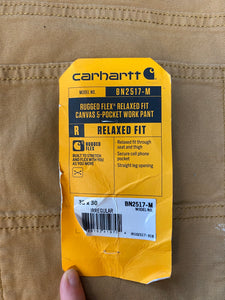 carhartt
MODEL NO. BN2517-M
RUGGED FLEX® RELAXED FIT
CANVAS 5-POCKET WORK PANT
R RELAXED FIT
RUGGED
FLEX
BUILT TO STRETCH
AND FLEX WITH YOU
AS YOU MOVE
Relaxed fit through
seat and thigh
Secure cell phone
pocket
Straight leg opening
x 30
IRREGULAR
BN2517-M
MODEL NO.